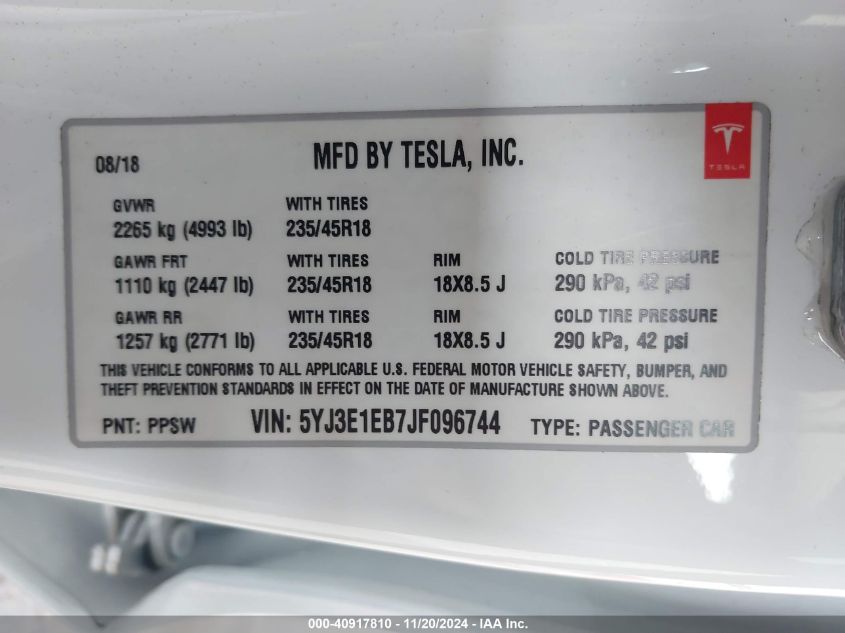 08/18 MFD BY TESLA, INC.
TESLA
GVWR WITH TIRES
2265 kg (4993 lb) 235/45R18
GAWR FRT WITH TIRES RIM COLD TIRE PRESSURE
1110 kg (2447 lb) 235/45R18 18X8.5 J 290 kPa, 42 psi
GAWR RR WITH TIRES RIM COLD TIRE PRESSURE
1257 kg (2771 lb) 235/45R18 18X8.5 J 290 kPa, 42 psi
THIS VEHICLE CONFORMS TO ALL APPLICABLE U.S. FEDERAL MOTOR VEHICLE SAFETY, BUMPER, AND
THEFT PREVENTION STANDARDS IN EFFECT ON THE DATE OF MANUFACTURE SHOWN ABOVE.
PNT: PPSW VIN: 5YJ3E1EB7JF096744 TYPE: PASSENGER CAR
000-40917810 - 11/20/2024 - IAA Inc.